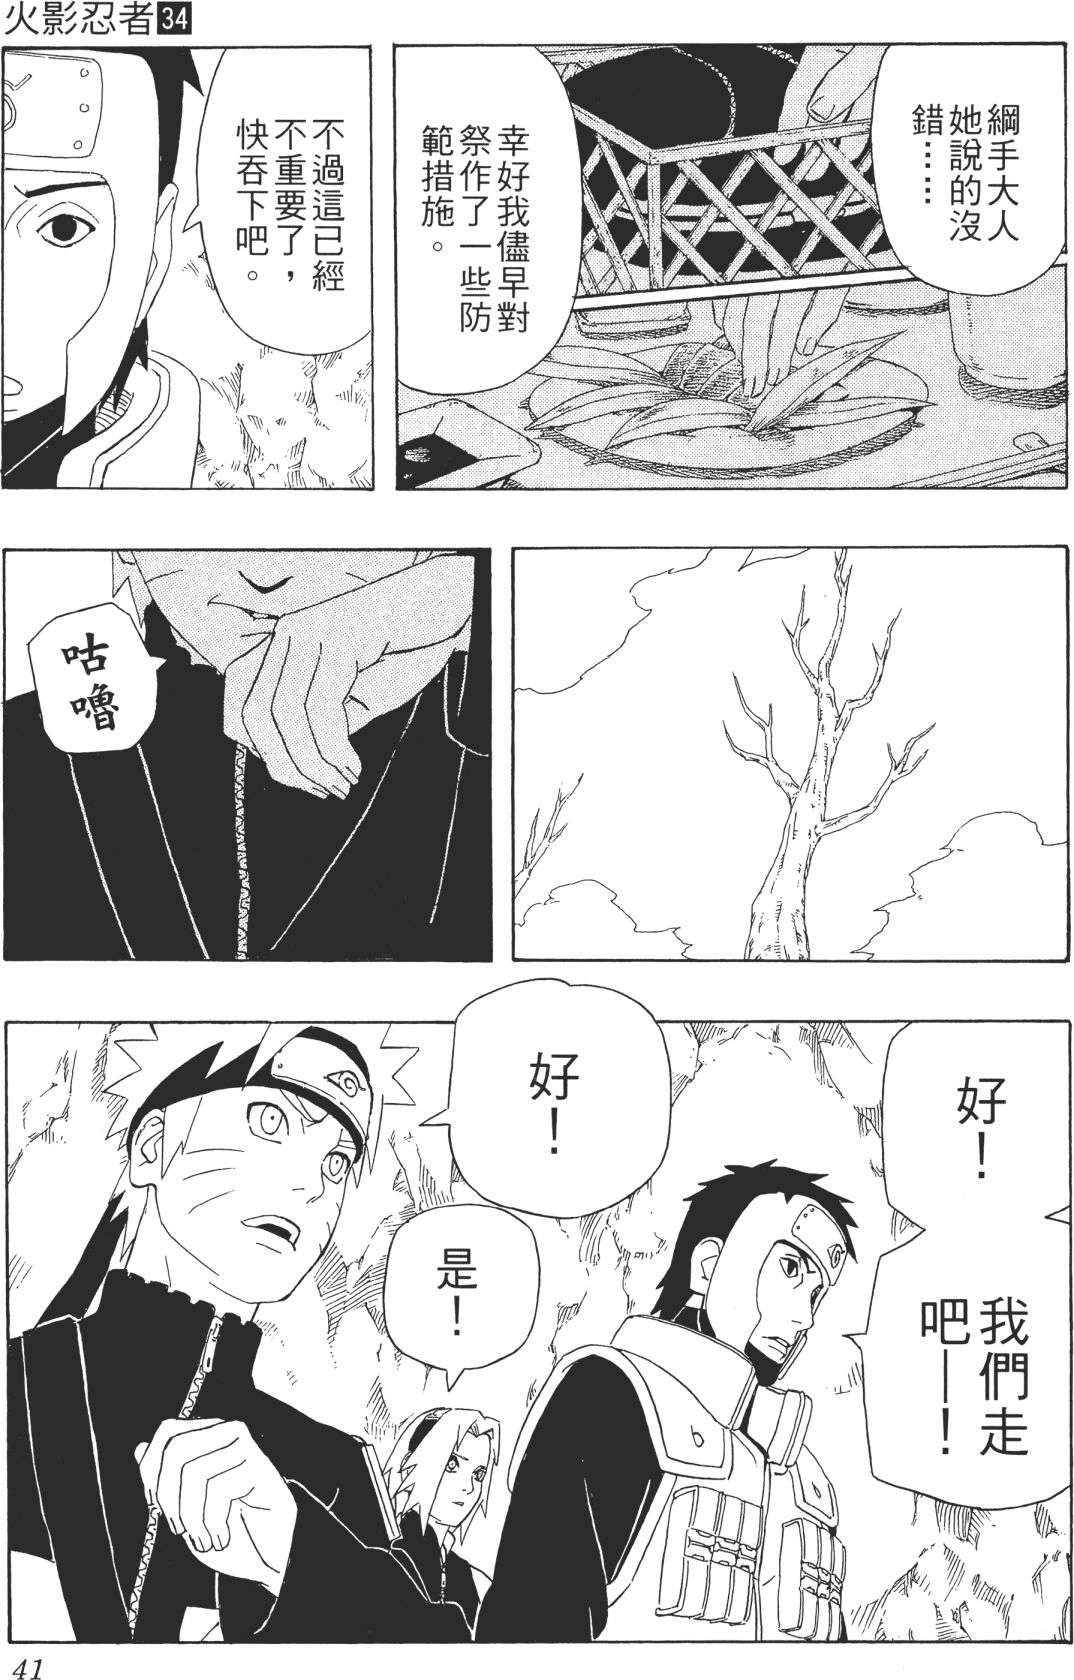 火影忍者34
綱手大人
她說的沒
錯⋯⋯
幸好我儘早對
祭作了一些防
範措施。
不過這已經
不重要了，
快吞下吧。
咕嚕
好！
我們走
吧—！
好！
是！
41